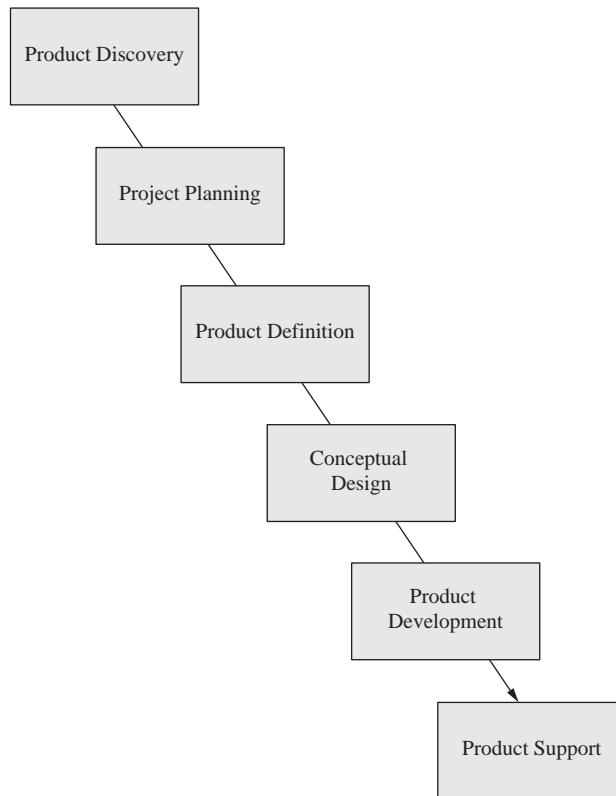 Product Discovery
Project Planning
Product Definition
Conceptual
Design
Product
Development
Product Support